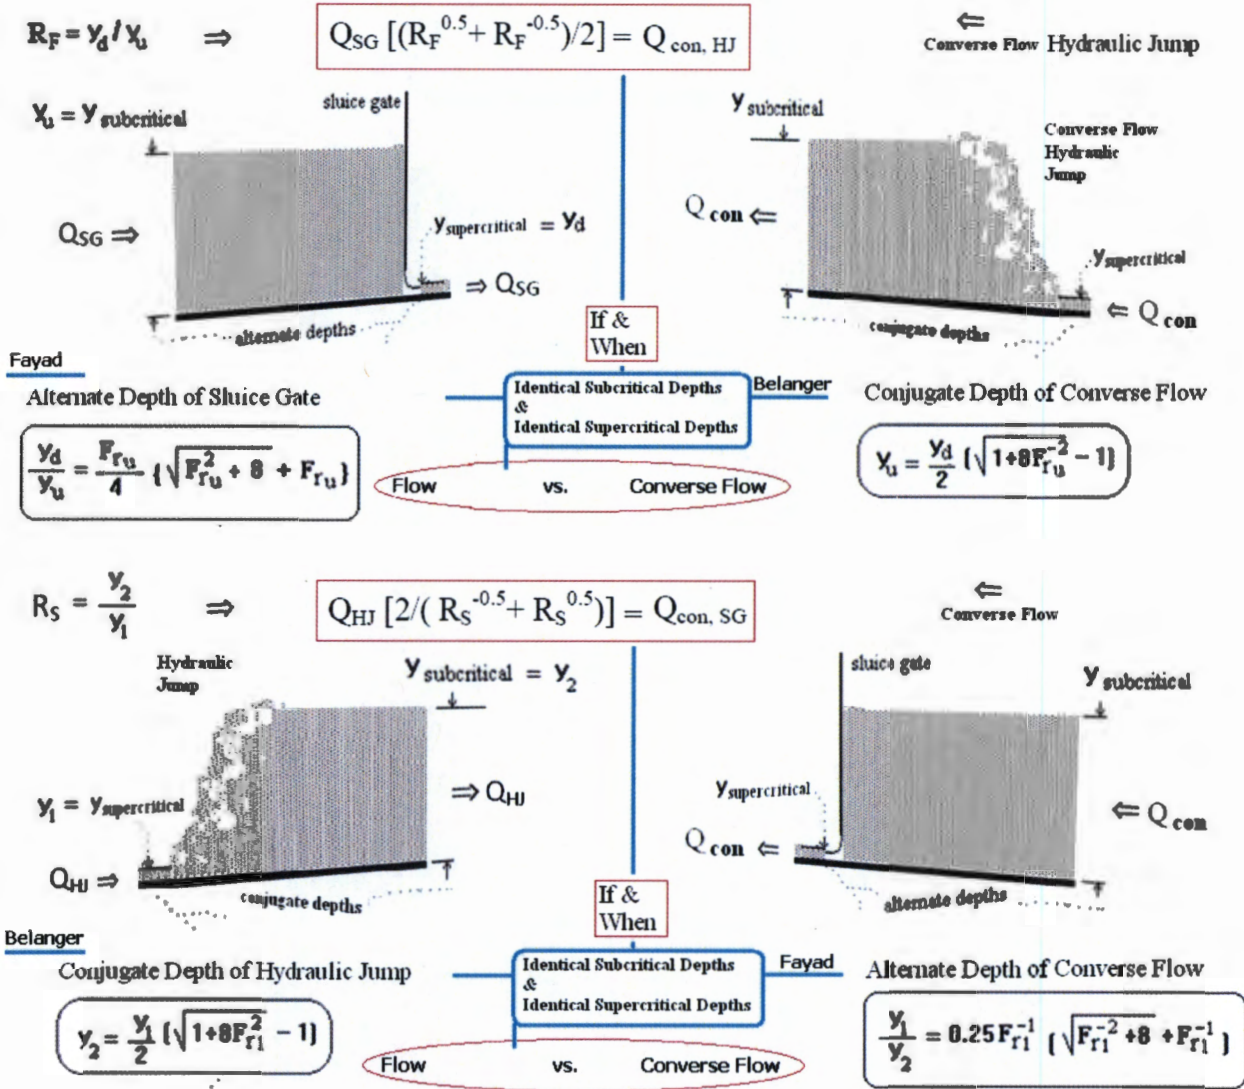 R_F = y_d / y_u ⇒
Q_SG [(R_F^0.5 + R_F^-0.5)/2] = Q_con, HJ
⇐
Converse Flow Hydraulic Jump
y_u = y_subcritical
sluice gate
Q_SG ⇒
y_supercritical = y_d
⇒ Q_SG
alternate depths
y_subcritical
Converse Flow
Hydraulic
Jump
Q_con ⇐
y_supercritical
⇐ Q_con
conjugate depths
If &
When
Fayad
Alternate Depth of Sluice Gate
y_d/y_u = F_ru/4 {√(F_ru^2 + 8) + F_ru}
Identical Subcritical Depths
&
Identical Supercritical Depths
Belanger
Conjugate Depth of Converse Flow
y_u = y_d/2 {√(1+8F_ru^-2) - 1}
Flow vs. Converse Flow
R_S = y_2/y_1 ⇒
Q_HJ [2/( R_S^-0.5 + R_S^0.5)] = Q_con, SG
⇐
Converse Flow
Hydraulic
Jump
y_subcritical = y_2
y_1 = y_supercritical
⇒ Q_HJ
Q_HJ ⇒
conjugate depths
sluice gate
y_subcritical
y_supercritical
Q_con ⇐
⇐ Q_con
alternate depths
If &
When
Belanger
Conjugate Depth of Hydraulic Jump
y_2 = y_1/2 {√(1+8F_r1^2) - 1}
Identical Subcritical Depths
&
Identical Supercritical Depths
Fayad
Alternate Depth of Converse Flow
y_1/y_2 = 0.25 F_r1^-1 {√(F_r1^-2 +8) + F_r1^-1}
Flow vs. Converse Flow